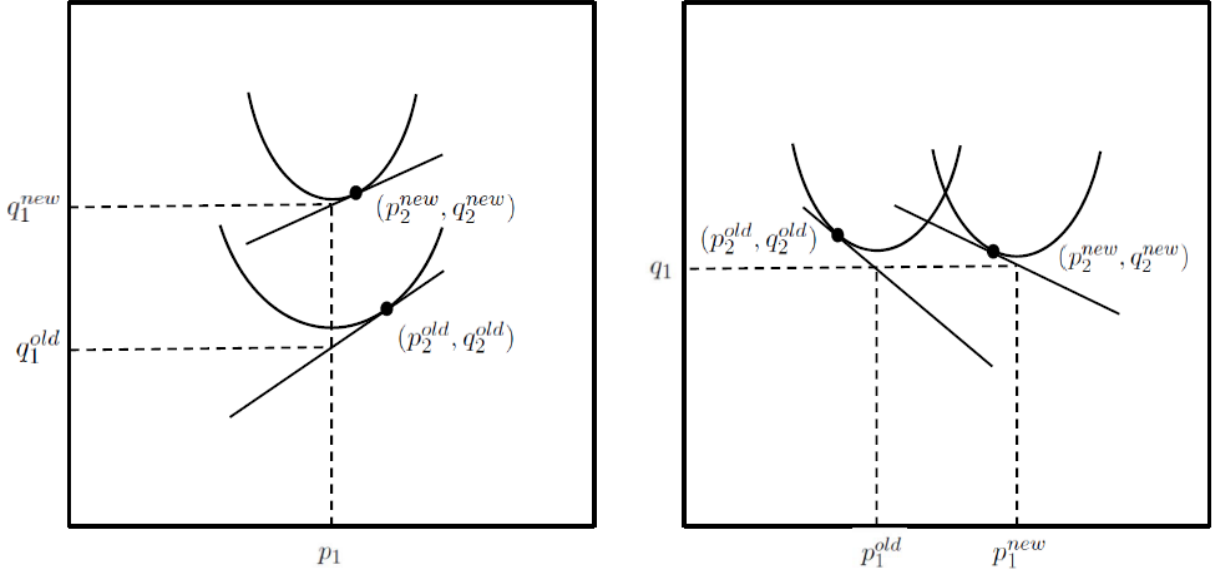 q_1^{new}
(p_2^{new}, q_2^{new})
q_1^{old}
(p_2^{old}, q_2^{old})
p_1
(p_2^{old}, q_2^{old})
(p_2^{new}, q_2^{new})
q_1
p_1^{old}
p_1^{new}